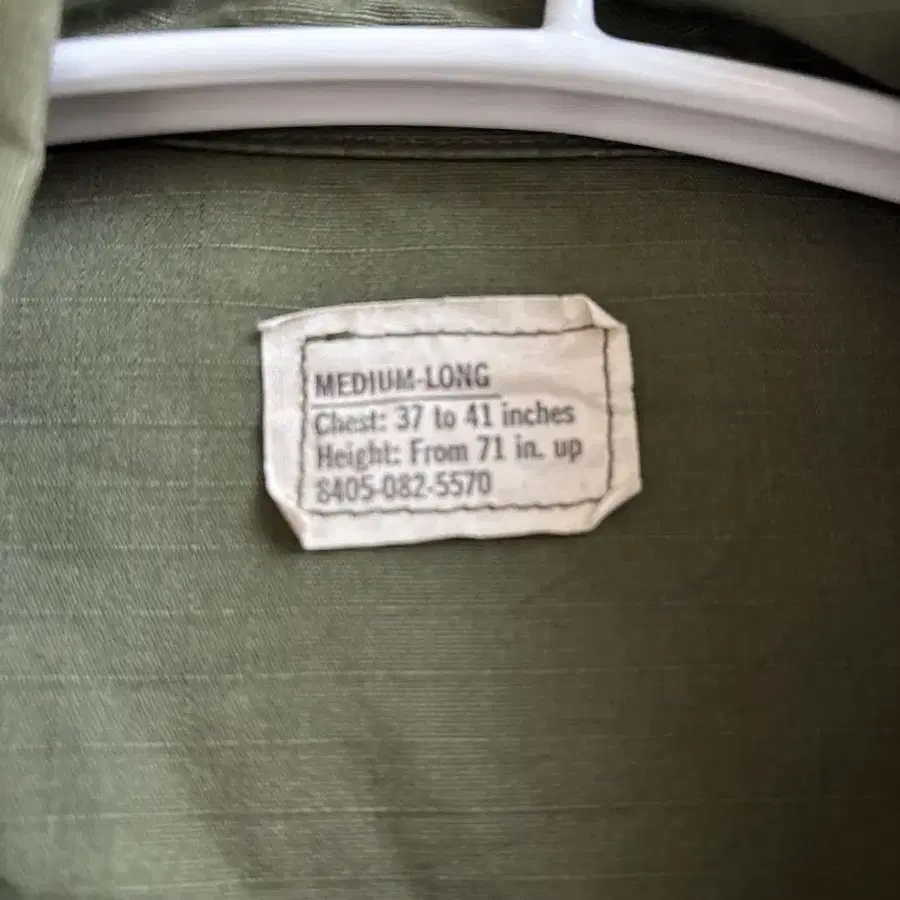 MEDIUM-LONG
Chest: 37 to 41 inches
Height: From 71 in. up
8405-082-5570